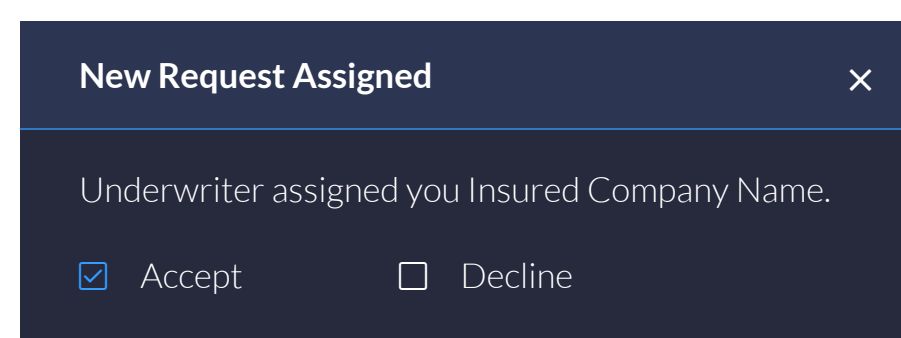 New Request Assigned
Underwriter assigned you Insured Company Name.
Accept Decline